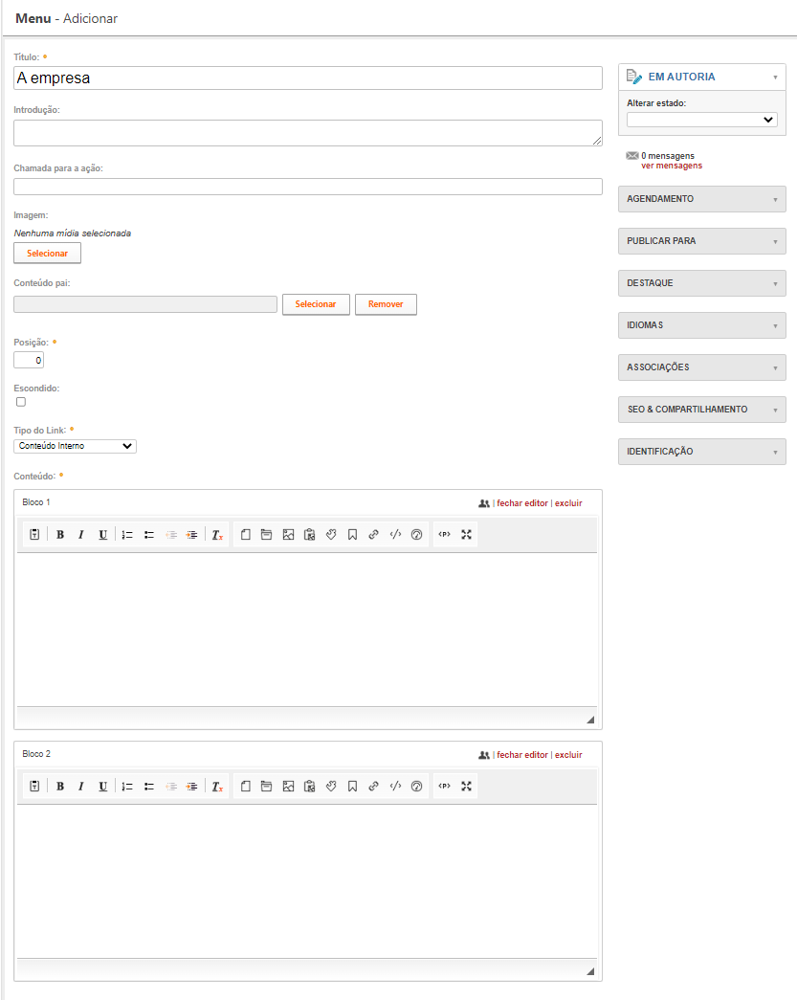 Menu - Adicionar
Título:
A empresa
Introdução:
Chamada para a ação:
Imagem:
Nenhuma mídia selecionada
Selecionar
Conteúdo pai:
Selecionar
Remover
Posição:
0
Escondido:
Tipo do Link:
Conteúdo Interno
Conteúdo:
Bloco 1
| fechar editor | excluir
B I U
Bloco 2
| fechar editor | excluir
B I U
EM AUTORIA
Alterar estado:
0 mensagens
ver mensagens
AGENDAMENTO
PUBLICAR PARA
DESTAQUE
IDIOMAS
ASSOCIAÇÕES
SEO & COMPARTILHAMENTO
IDENTIFICAÇÃO